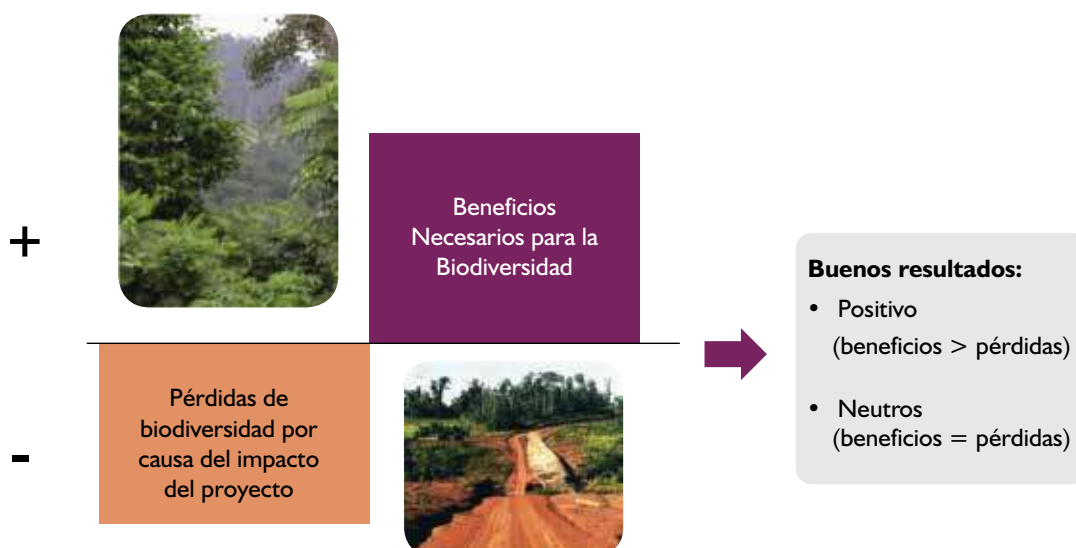 +
Beneficios
Necesarios para la
Biodiversidad
Pérdidas de
biodiversidad por
causa del impacto
del proyecto
-
Buenos resultados:
• Positivo
(beneficios > pérdidas)
• Neutros
(beneficios = pérdidas)